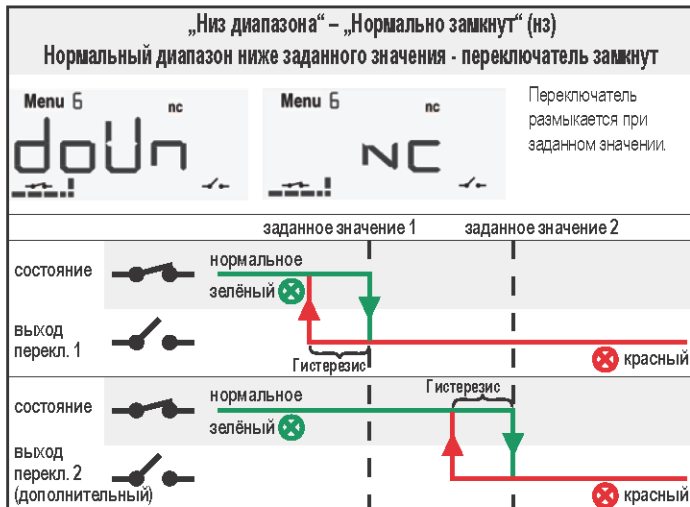 „Низ диапазона“ – „Нормально замкнут“ (нз)
Нормальный диапазон ниже заданного значения - переключатель замкнут
Menu 6
nc
doUn
Menu 6
nc
NC
Переключатель
размыкается при
заданном значении.
заданное значение 1
заданное значение 2
состояние
нормальное
зелёный
выход
перекл. 1
Гистерезис
красный
состояние
нормальное
Гистерезис
зелёный
выход
перекл. 2
(дополнительный)
красный